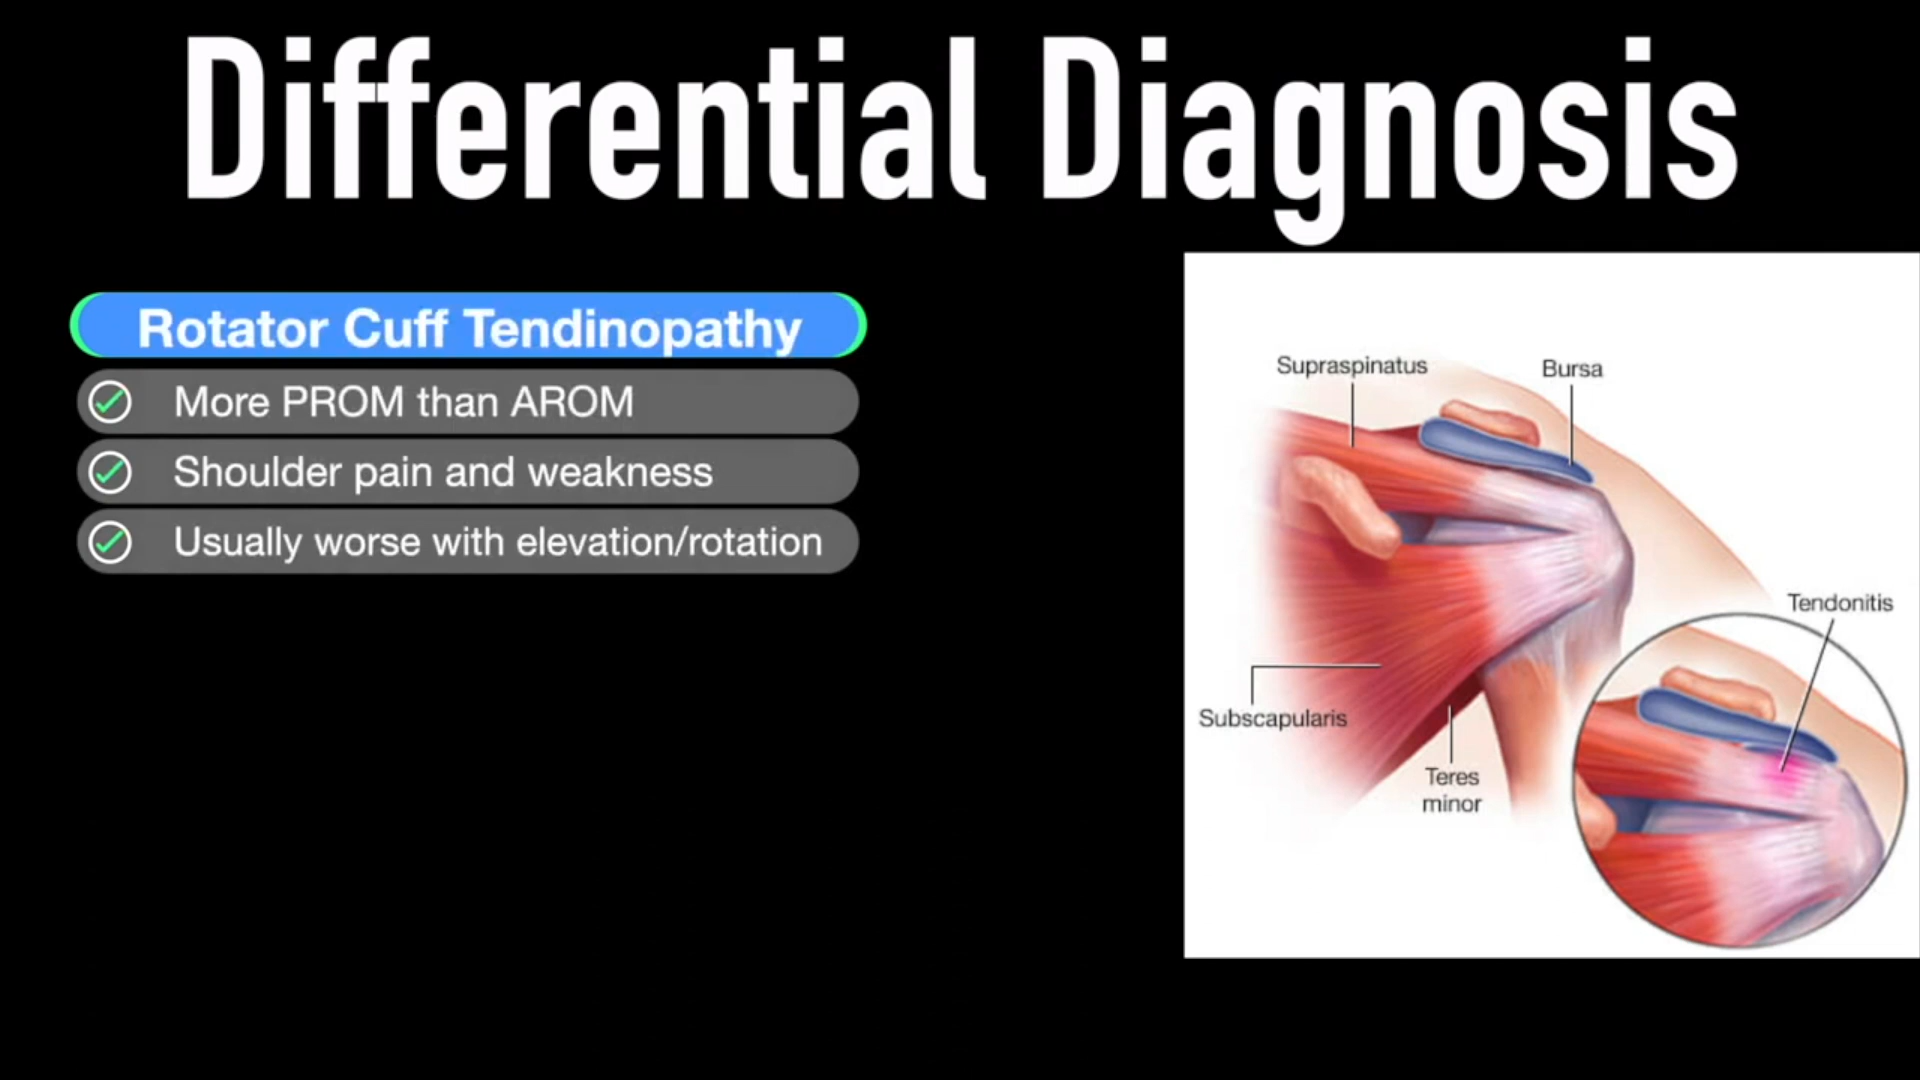 Differential Diagnosis
Rotator Cuff Tendinopathy
More PROM than AROM
Shoulder pain and weakness
Usually worse with elevation/rotation
Supraspinatus
Bursa
Tendonitis
Subscapularis
Teres
minor